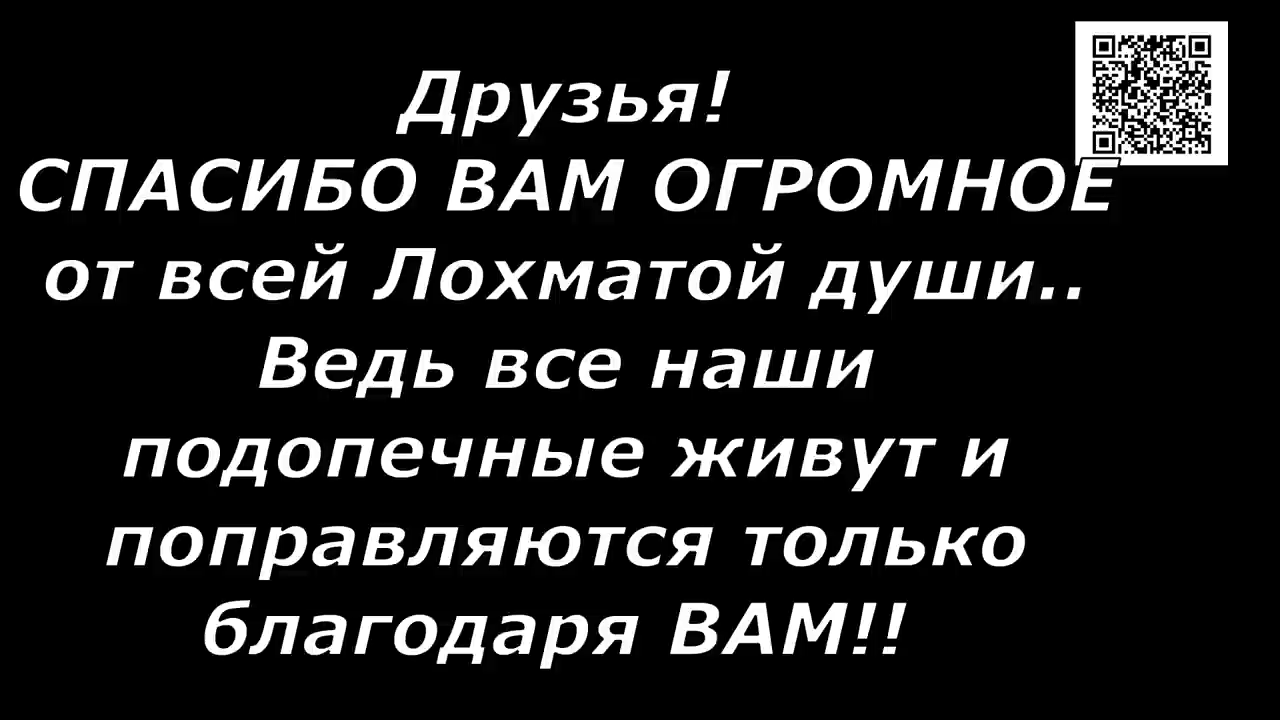 Друзья!
СПАСИБО ВАМ ОГРОМНОЕ
от всей Лохматой души..
Ведь все наши
подопечные живут и
поправляются только
благодаря ВАМ!!